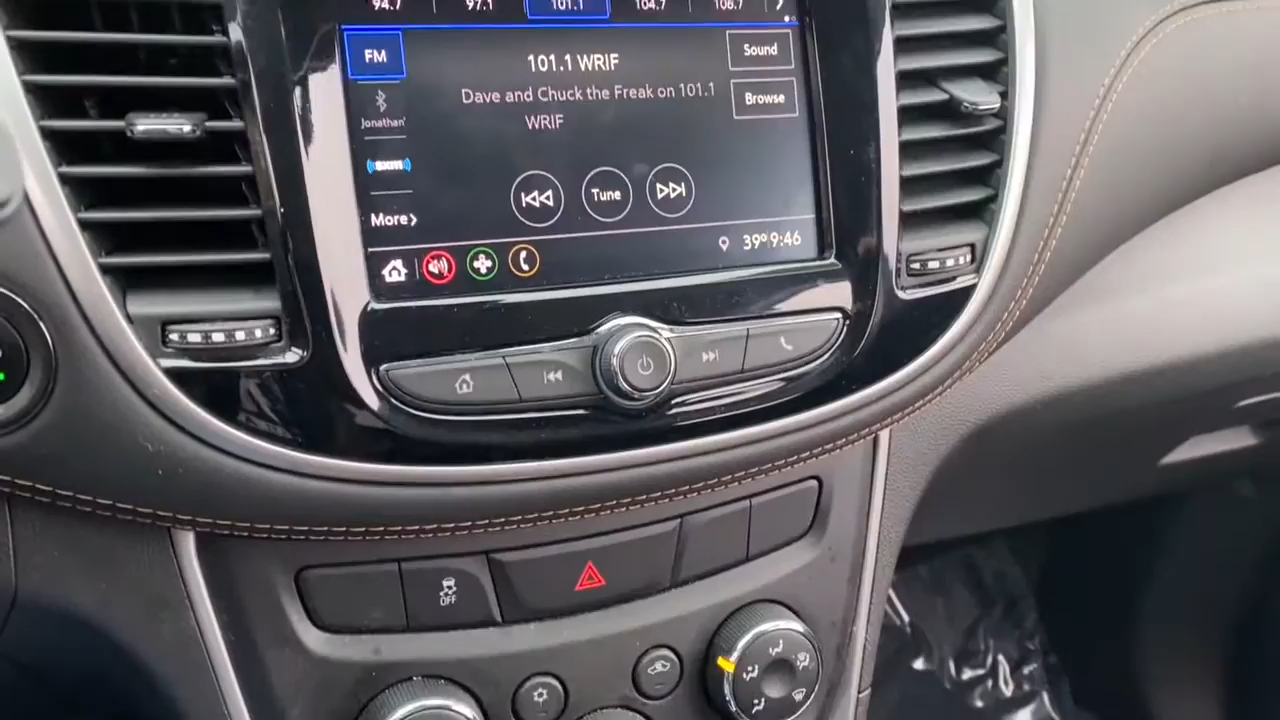 94.7 97.1 101.1 104.7 106.7
FM
101.1 WRIF
Sound
Dave and Chuck the Freak on 101.1
WRIF
Browse
Jonathan'
sxm
Tune
More
39° 9:46
OFF